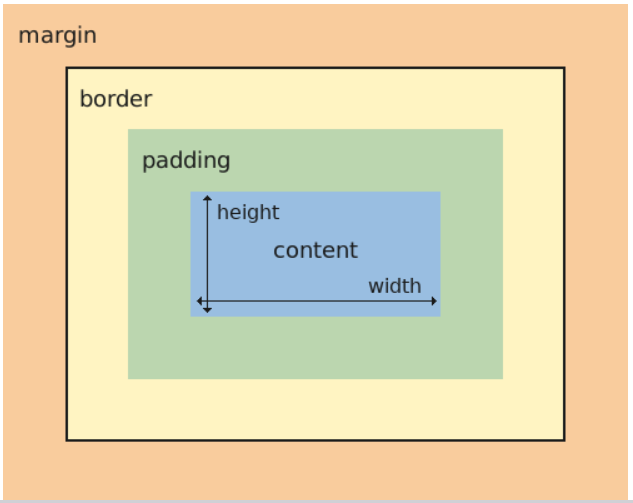 margin
border
padding
height
content
width